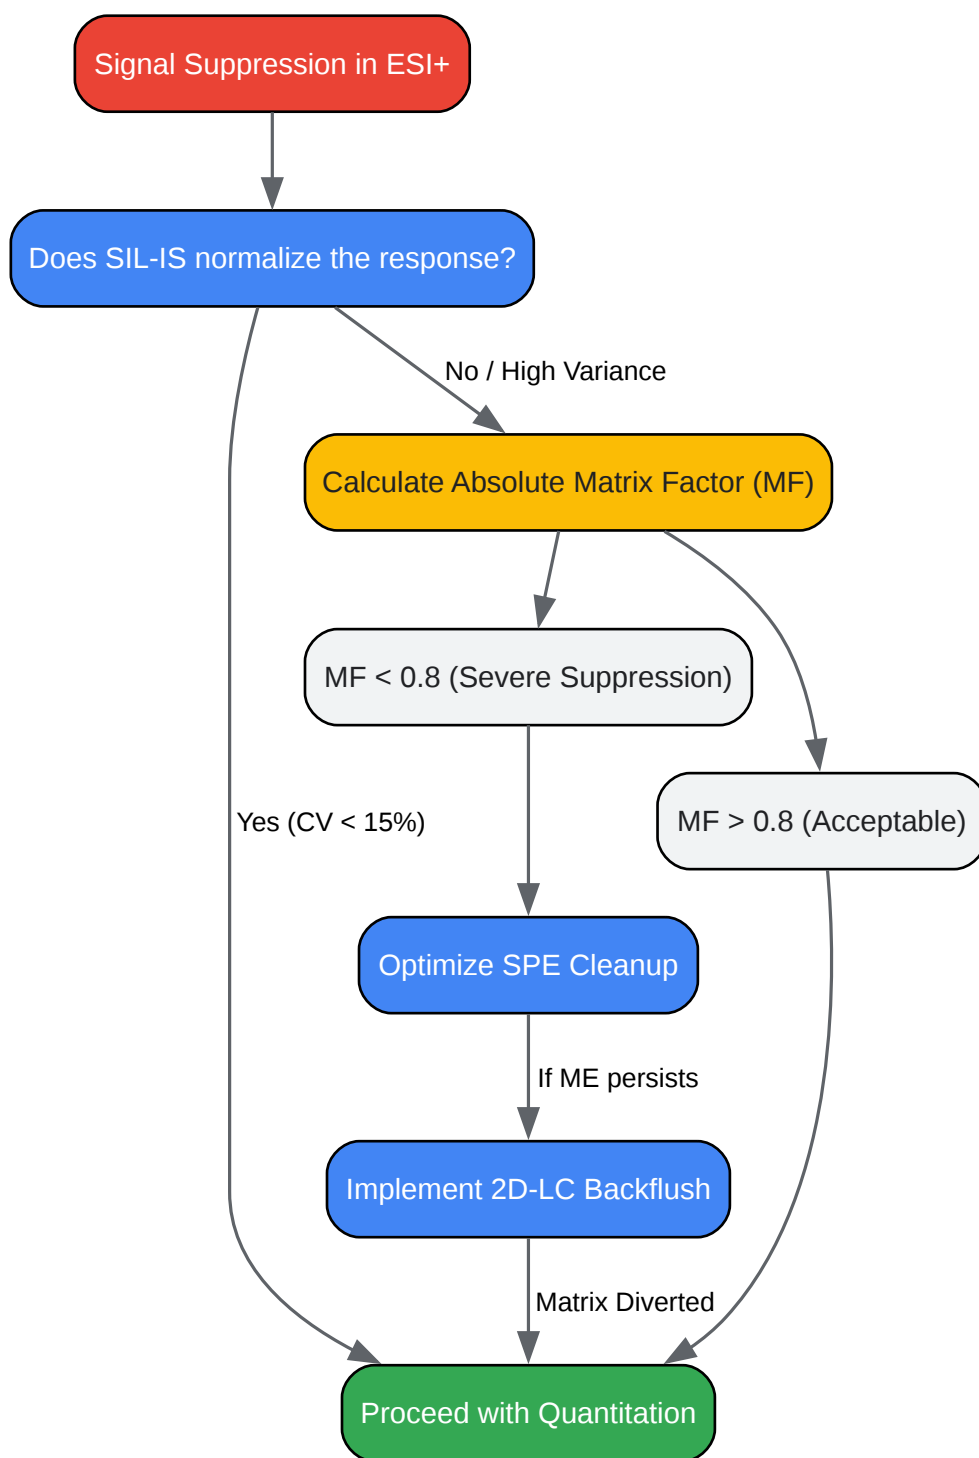 Signal Suppression in ESI+
Does SIL-IS normalize the response?
No / High Variance
Calculate Absolute Matrix Factor (MF)
MF < 0.8 (Severe Suppression)
Yes (CV < 15%)
MF > 0.8 (Acceptable)
Optimize SPE Cleanup
If ME persists
Implement 2D-LC Backflush
Matrix Diverted
Proceed with Quantitation